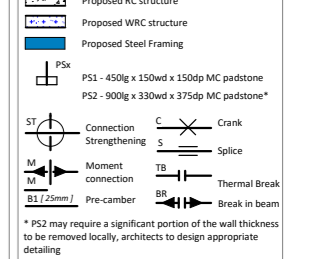 Proposed RC structure
Proposed WRC structure
Proposed Steel Framing
PSx
PS1 - 450lg x 150wd x 150dp MC padstone
PS2 - 900lg x 330wd x 375dp MC padstone*
ST
Connection
Strengthening
C
Crank
S
Splice
M
M
Moment
connection
TB
Thermal Break
B1 [ 25mm ]
Pre-camber
BR
Break in beam
* PS2 may require a significant portion of the wall thickness
to be removed locally, architects to design appropriate
detailing